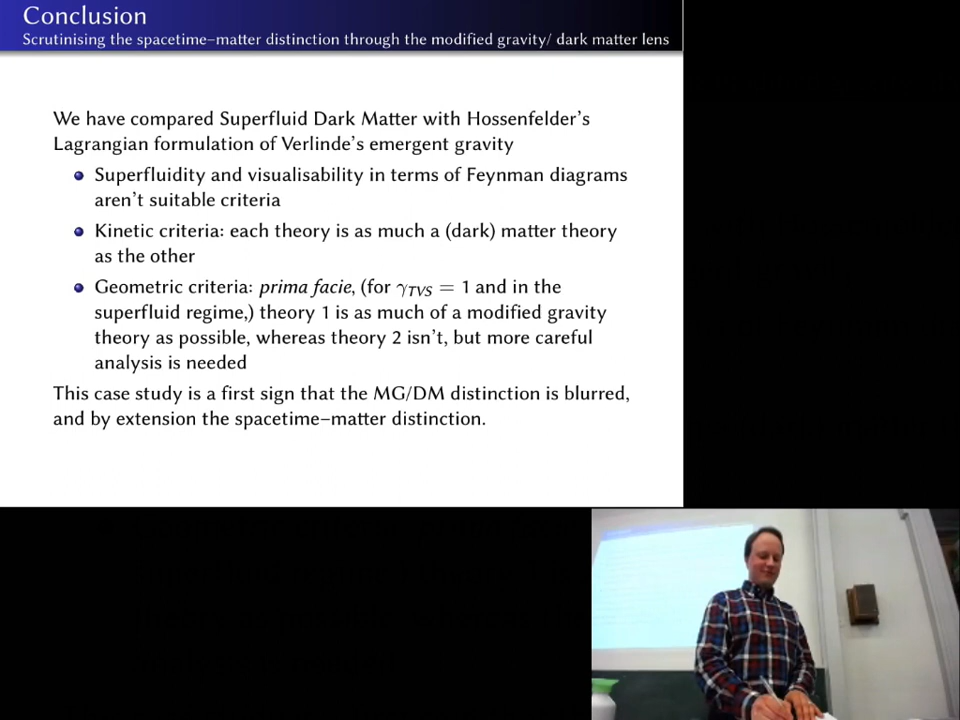 Conclusion
Scrutinising the spacetime–matter distinction through the modified gravity/ dark matter lens
We have compared Superfluid Dark Matter with Hossenfelder's
Lagrangian formulation of Verlinde's emergent gravity
Superfluidity and visualisability in terms of Feynman diagrams
aren't suitable criteria
Kinetic criteria: each theory is as much a (dark) matter theory
as the other
Geometric criteria: prima facie, (for γTVS = 1 and in the
superfluid regime,) theory 1 is as much of a modified gravity
theory as possible, whereas theory 2 isn't, but more careful
analysis is needed
This case study is a first sign that the MG/DM distinction is blurred,
and by extension the spacetime–matter distinction.